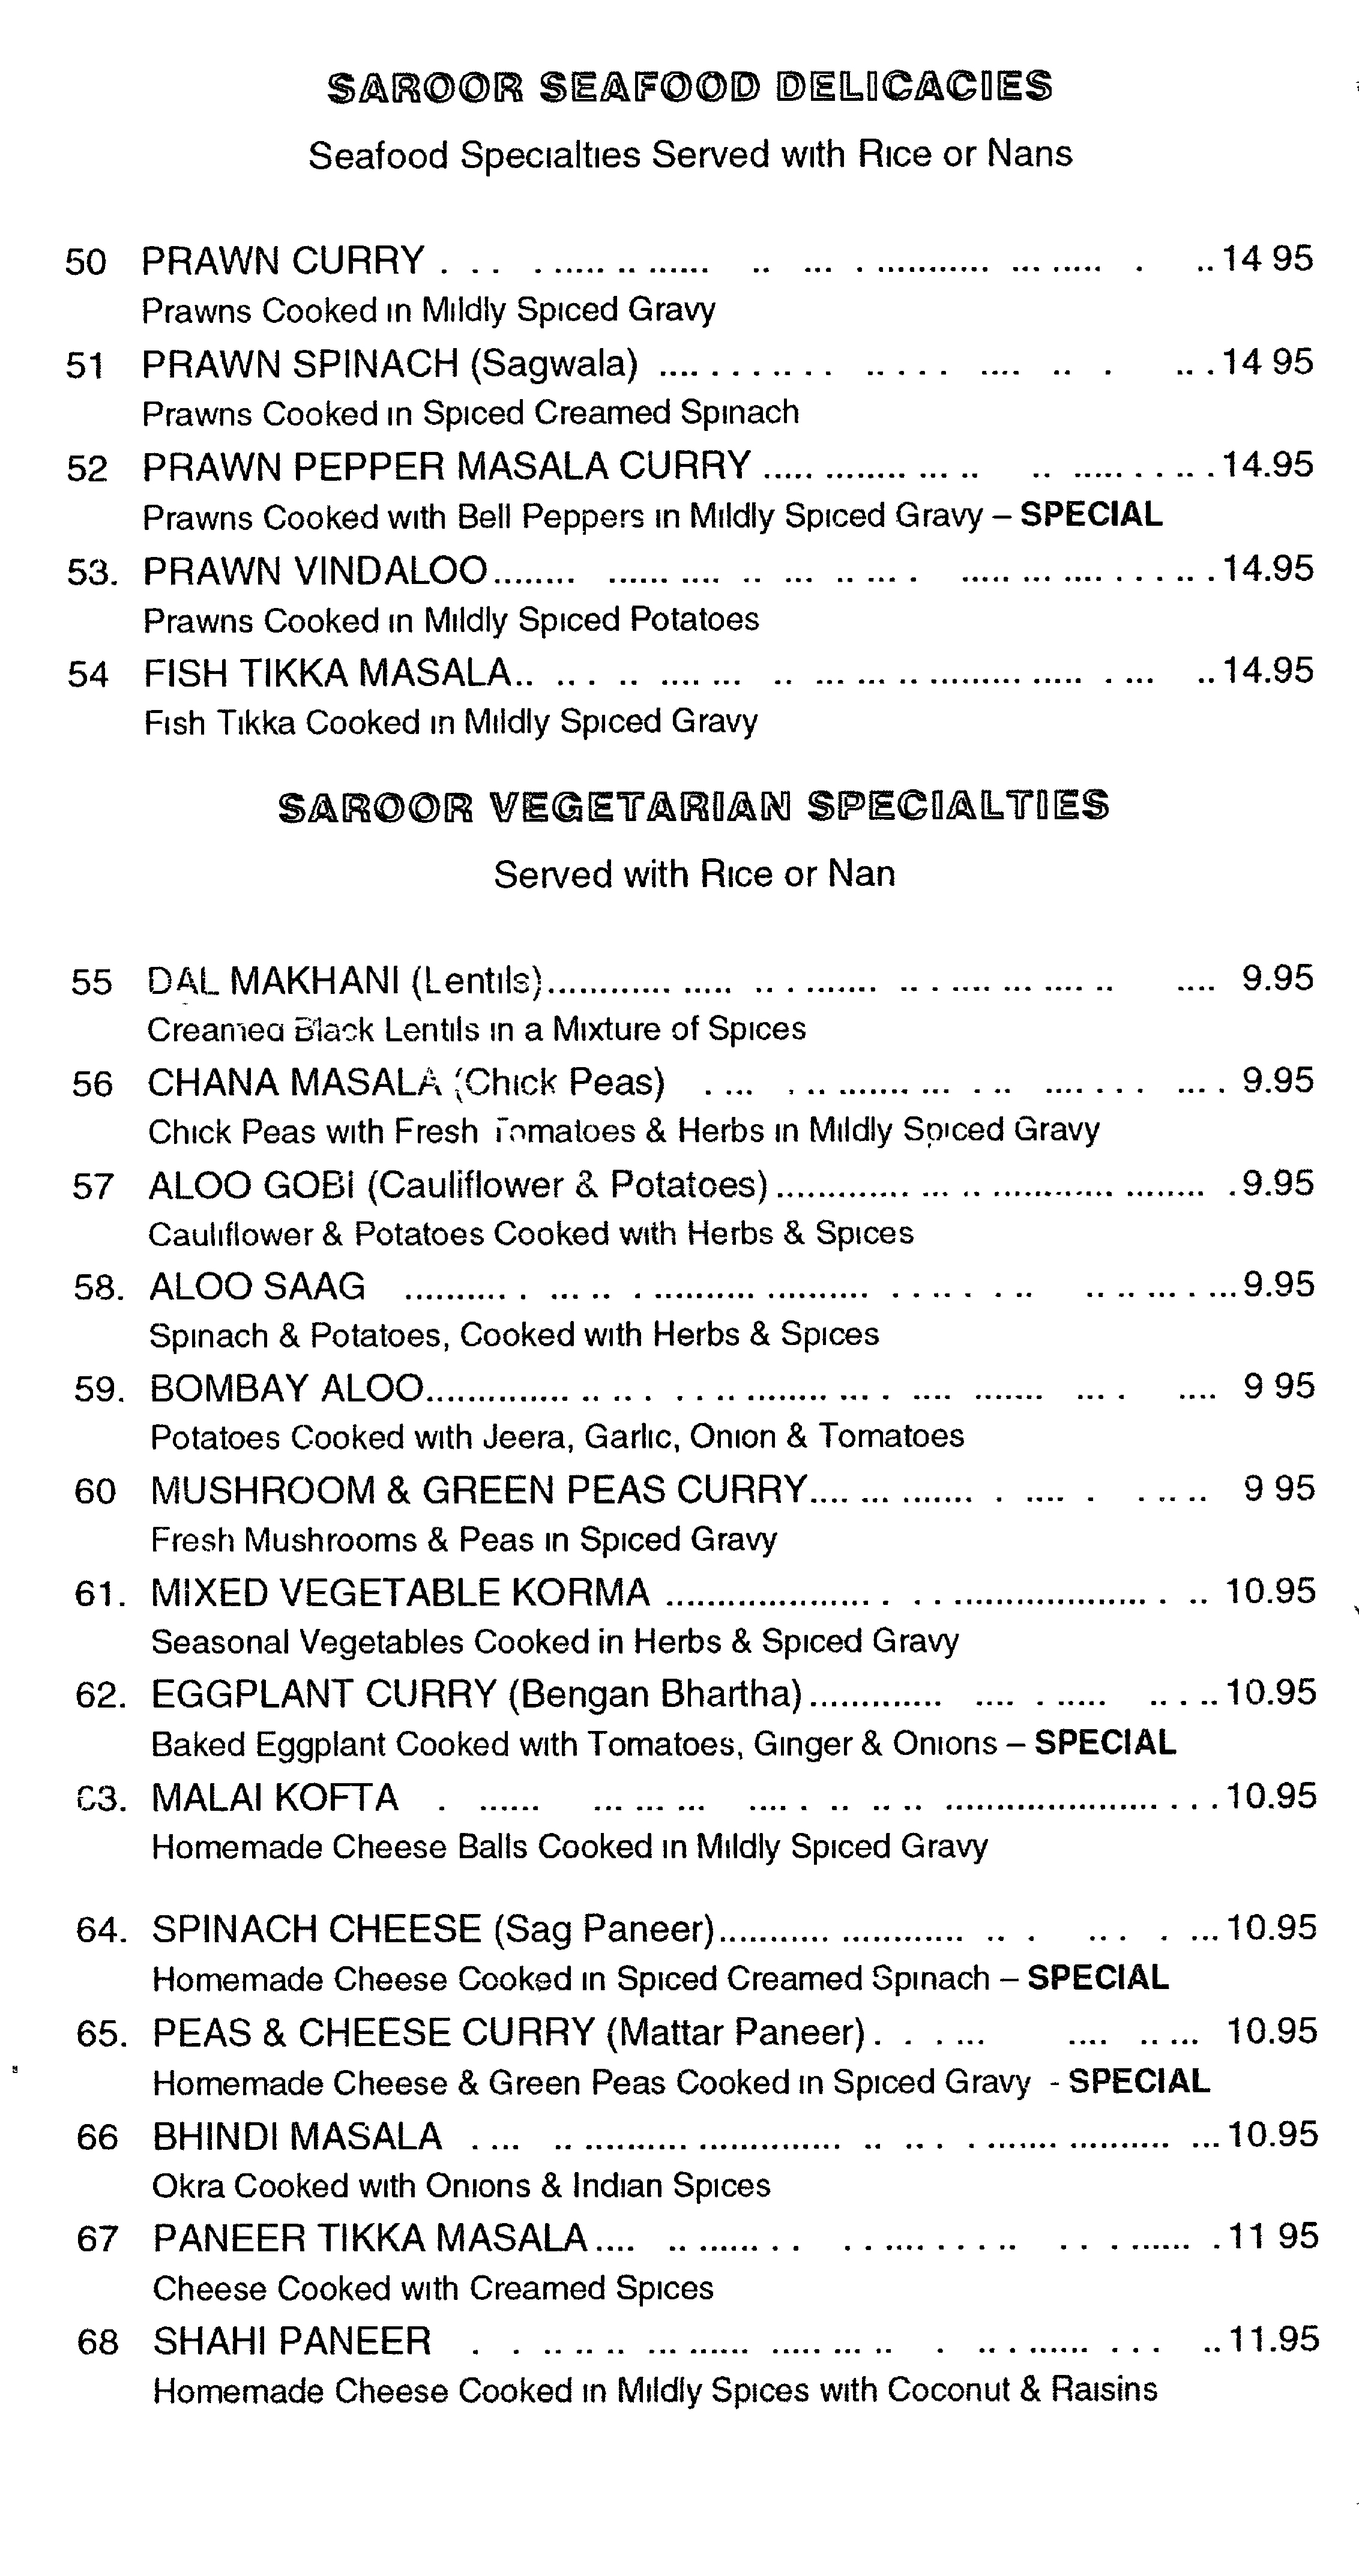 SAROOR SEAFOOD DELICACIES
Seafood Specialties Served with Rice or Nans
50 PRAWN CURRY . . . . ...... .. ...... .. ... . ........... ... ..... . ..14 95
Prawns Cooked in Mildly Spiced Gravy
51 PRAWN SPINACH (Sagwala) .... . . . .. . . .. . . . .... .. . .. .14 95
Prawns Cooked in Spiced Creamed Spinach
52 PRAWN PEPPER MASALA CURRY ..... ........ ... .. .. ..... . . .. .14.95
Prawns Cooked with Bell Peppers in Mildly Spiced Gravy – SPECIAL
53. PRAWN VINDALOO........ ...... .... .. ... .. ... . ..... ... .... . . . .. .14.95
Prawns Cooked in Mildly Spiced Potatoes
54 FISH TIKKA MASALA.. .. . .. .... ... .. ... ... .. ......... ..... . ... ..14.95
Fish Tikka Cooked in Mildly Spiced Gravy
SAROOR VEGETARIAN SPECIALTIES
Served with Rice or Nan
55 DAL MAKHANI (Lentils)............ ..... .. . ....... .. . .... ... .... .. .... 9.95
Creamed Black Lentils in a Mixture of Spices
56 CHANA MASALA (Chick Peas) . ... . .. ....... ... . .. .... . . . ... . 9.95
Chick Peas with Fresh Tomatoes & Herbs in Mildly Spiced Gravy
57 ALOO GOBI (Cauliflower & Potatoes) ............. ... .. ............ ........ .9.95
Cauliflower & Potatoes Cooked with Herbs & Spices
58. ALOO SAAG .......... . ... .. . .......... .......... . . .. . . .. .. .. ... . ...9.95
Spinach & Potatoes, Cooked with Herbs & Spices
59. BOMBAY ALOO.............. .. .. . . . .. ........ ... . .... ....... ... . .... 9 95
Potatoes Cooked with Jeera, Garlic, Onion & Tomatoes
60 MUSHROOM & GREEN PEAS CURRY.... ... ....... . .... . . .. .. 9 95
Fresh Mushrooms & Peas in Spiced Gravy
61. MIXED VEGETABLE KORMA .................... . . . ................... . .. 10.95
Seasonal Vegetables Cooked in Herbs & Spiced Gravy
62. EGGPLANT CURRY (Bengan Bhartha) ............. .... . ..... .. . ..10.95
Baked Eggplant Cooked with Tomatoes, Ginger & Onions – SPECIAL
63. MALAI KOFTA . ...... ... ... ... .... . .. .. .. ..................... . . .10.95
Homemade Cheese Balls Cooked in Mildly Spiced Gravy
64. SPINACH CHEESE (Sag Paneer)........... ............ .. . .. . . ...10.95
Homemade Cheese Cooked in Spiced Creamed Spinach – SPECIAL
65. PEAS & CHEESE CURRY (Mattar Paneer). . . ... .... .. ... 10.95
Homemade Cheese & Green Peas Cooked in Spiced Gravy - SPECIAL
66 BHINDI MASALA . ... .. .......... .............. .. .. . . ....... .......... ...10.95
Okra Cooked with Onions & Indian Spices
67 PANEER TIKKA MASALA.... .. ...... . . . . .... . . . .. . . . ...... .11 95
Cheese Cooked with Creamed Spices
68 SHAHI PANEER . . .. .. .. ... ...... ..... ... .. . .. . ...... . . . ..11.95
Homemade Cheese Cooked in Mildly Spices with Coconut & Raisins